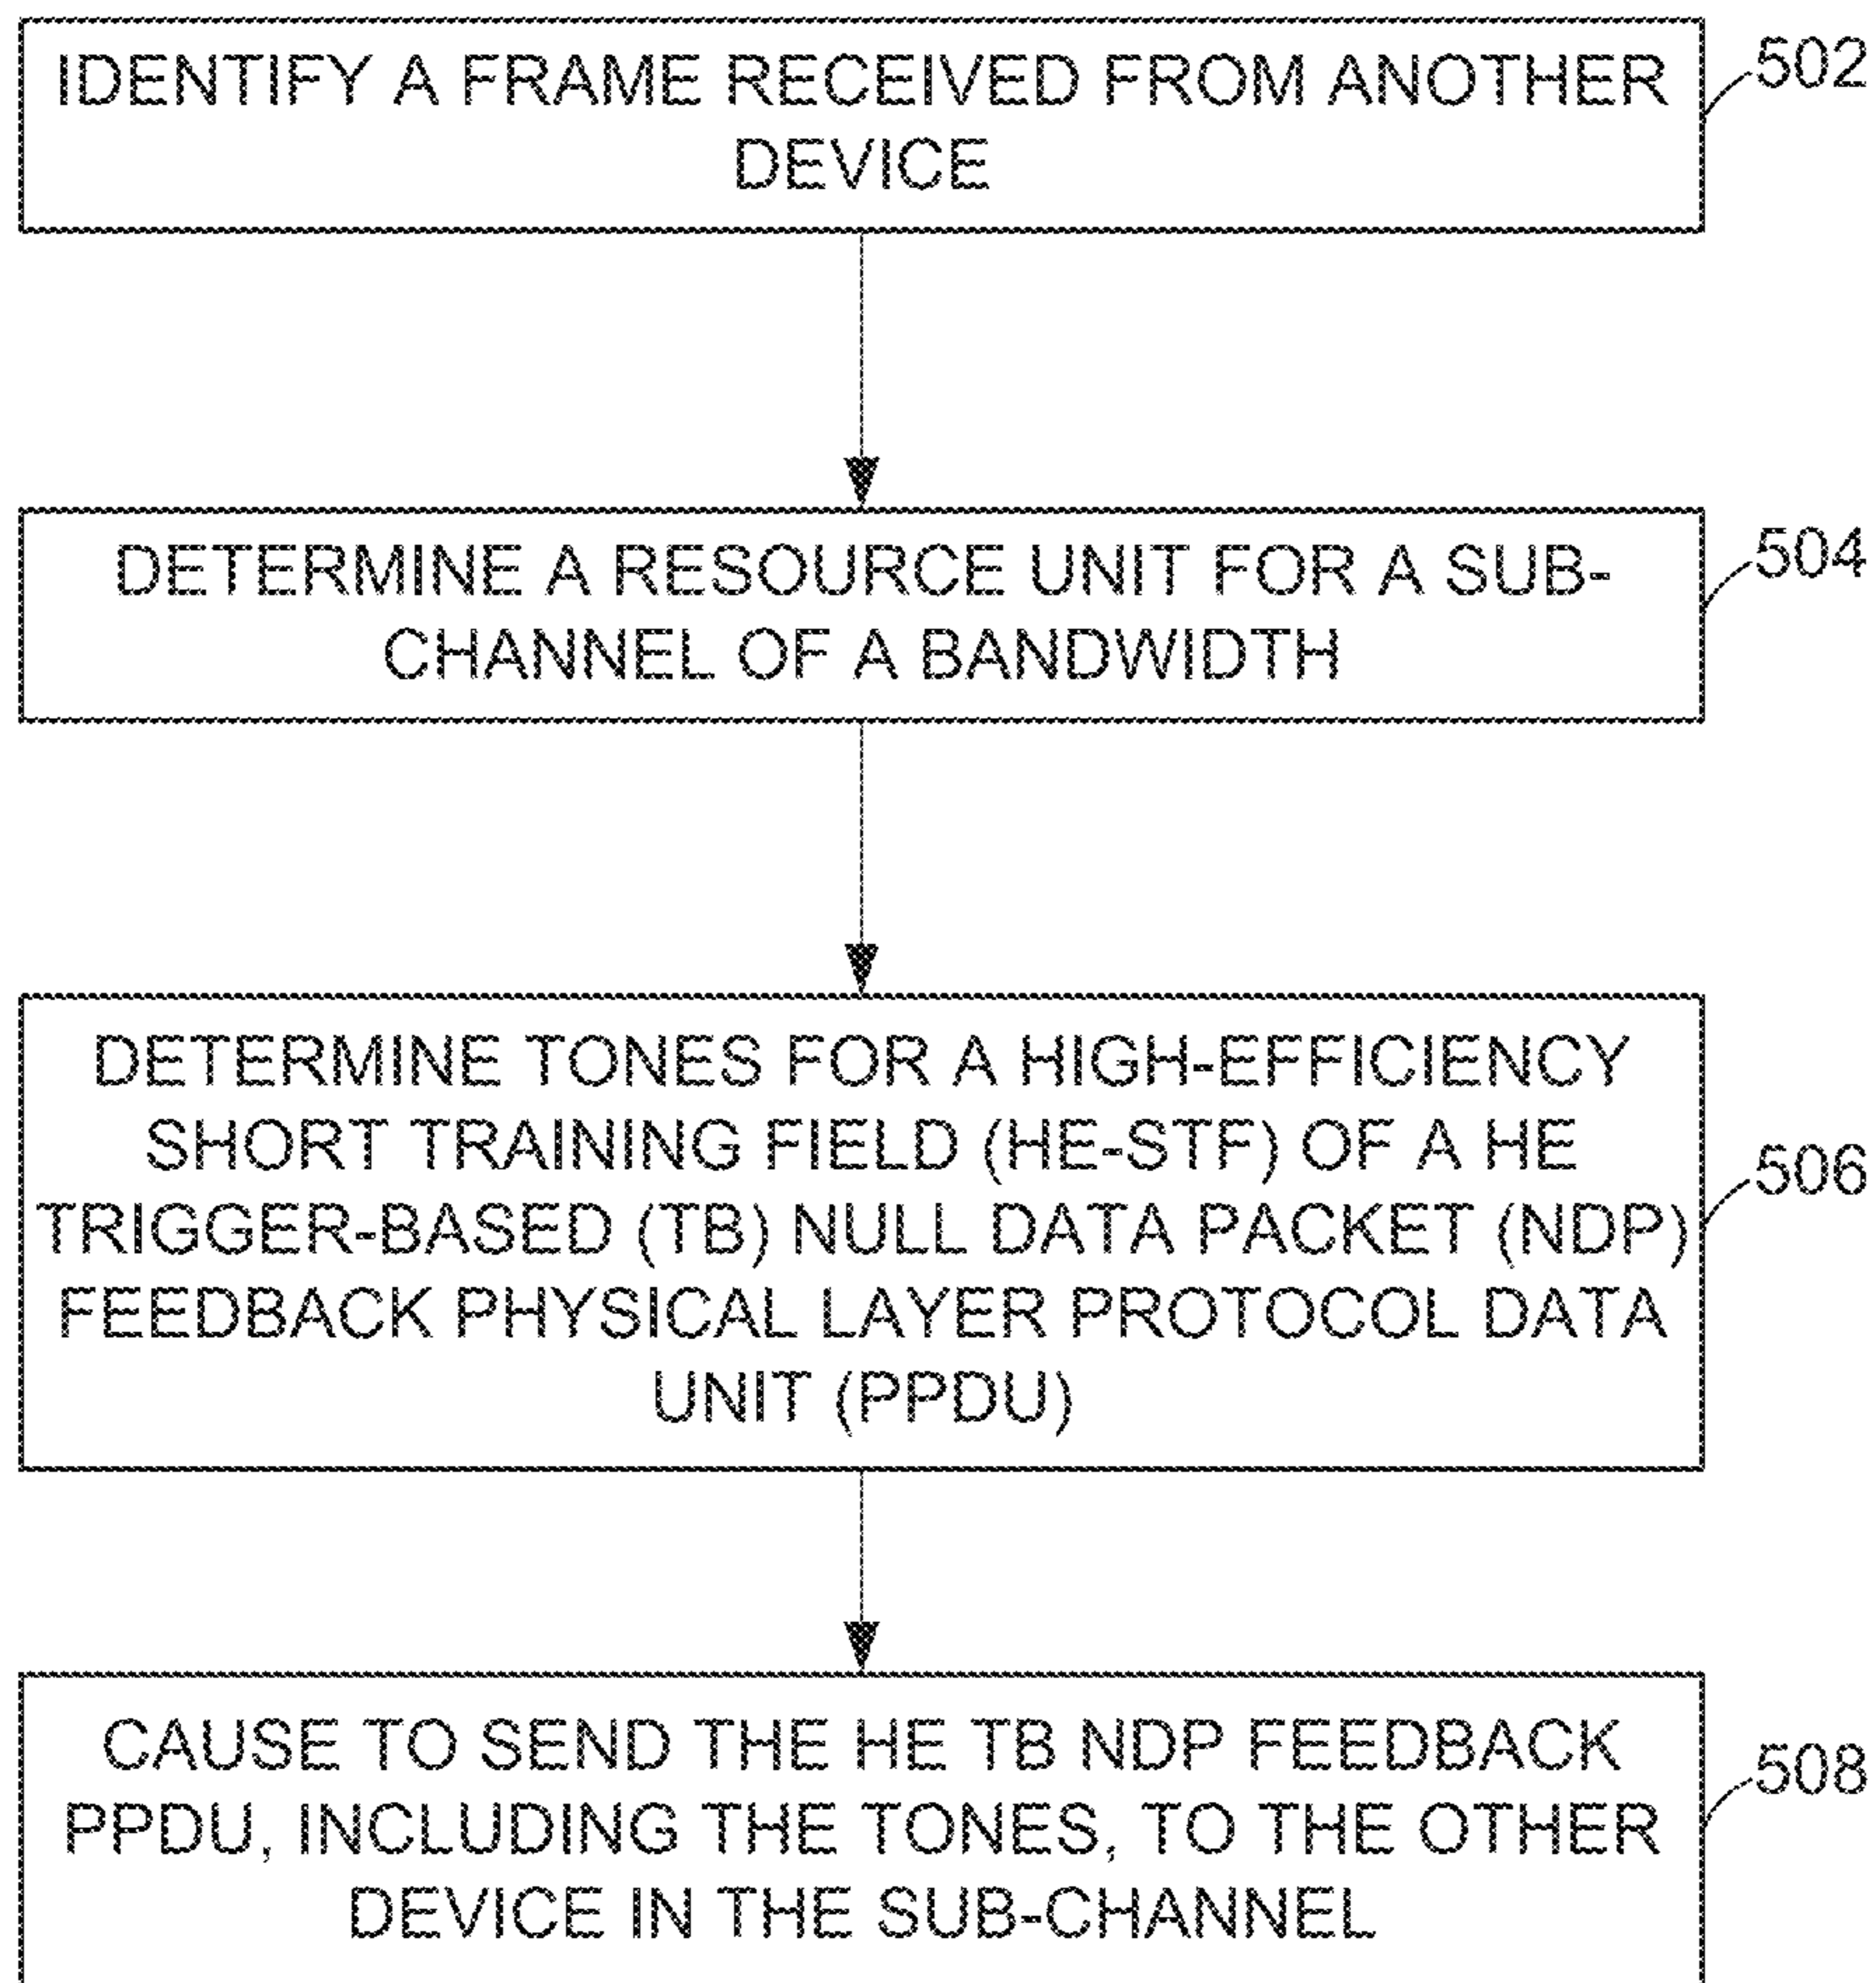 IDENTIFY A FRAME RECEIVED FROM ANOTHER
DEVICE
502
DETERMINE A RESOURCE UNIT FOR A SUB-
CHANNEL OF A BANDWIDTH
504
DETERMINE TONES FOR A HIGH-EFFICIENCY
SHORT TRAINING FIELD (HE-STF) OF A HE
TRIGGER-BASED (TB) NULL DATA PACKET (NDP)
FEEDBACK PHYSICAL LAYER PROTOCOL DATA
UNIT (PPDU)
506
CAUSE TO SEND THE HE TB NDP FEEDBACK
PPDU, INCLUDING THE TONES, TO THE OTHER
DEVICE IN THE SUB-CHANNEL
508